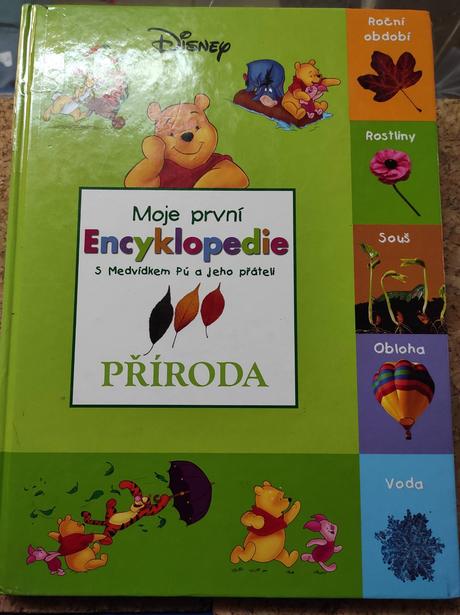 Disney
Moje první
Encyklopedie
S Medvídkem Pú a jeho přáteli
PŘÍRODA
Roční
období
Rostliny
Souš
Obloha
Voda